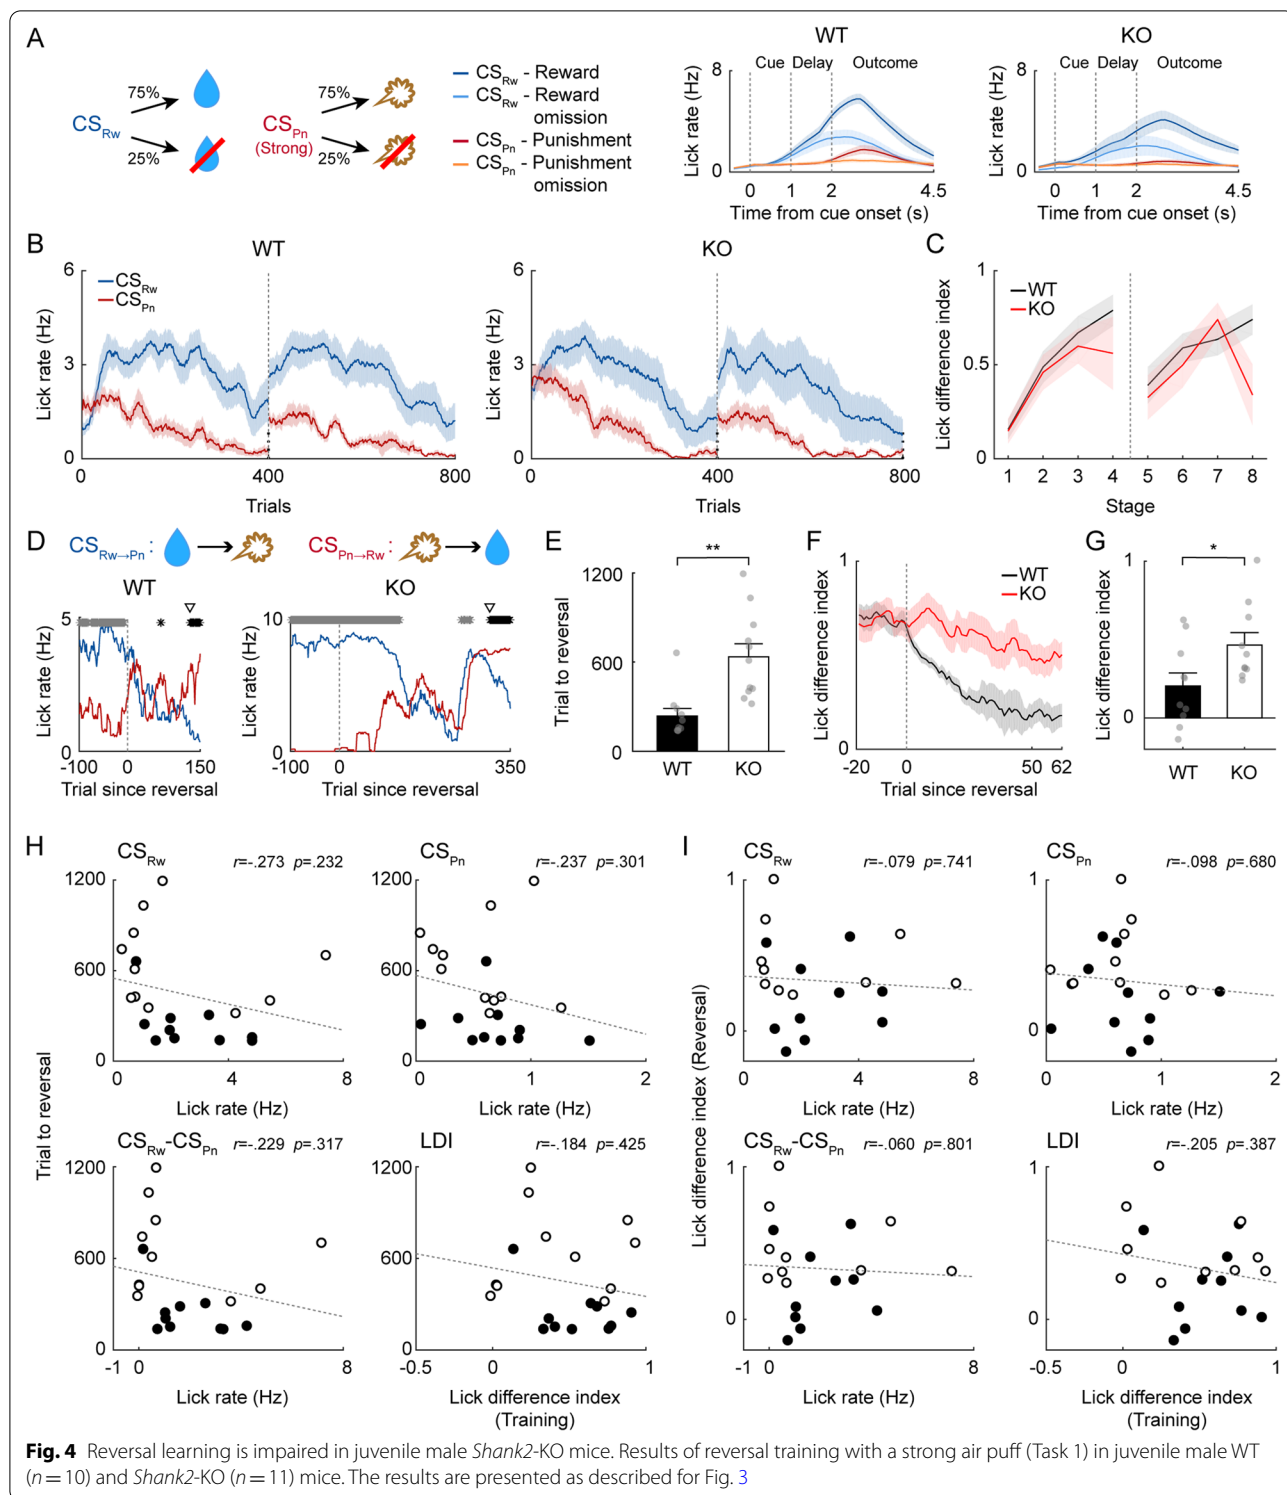 A
75%
25%
CSRw
75%
25%
CSPn
(Strong)
CSRw - Reward
CSRw - Reward
omission
CSPn - Punishment
CSPn - Punishment
omission
WT
Cue Delay Outcome
8
0
Lick rate (Hz)
0 1 2 4.5
Time from cue onset (s)
KO
Cue Delay Outcome
8
0
Lick rate (Hz)
0 1 2 4.5
Time from cue onset (s)
B
WT
CSRw
CSPn
6
3
0
Lick rate (Hz)
0 400 800
Trials
KO
6
3
0
Lick rate (Hz)
0 400 800
Trials
C
WT
KO
1
0.5
0
Lick difference index
1 2 3 4 5 6 7 8
Stage
D
CSRw→Pn :
CSPn→Rw :
WT
5
0
Lick rate (Hz)
-100 0 150
Trial since reversal
KO
10
0
Lick rate (Hz)
-100 0 350
Trial since reversal
E
**
1200
600
0
Trial to reversal
WT KO
F
WT
KO
1
0
1
Lick difference index
-20 0 50 62
Trial since reversal
G
*
1
0
Lick difference index
WT KO
H
Trial to reversal
CSRw
r=-.273 p=.232
1200
600
0
0 4 8
Lick rate (Hz)
CSPn
r=-.237 p=.301
1200
600
0
0 1 2
Lick rate (Hz)
CSRw-CSPn
r=-.229 p=.317
1200
600
0
-1 0 8
Lick rate (Hz)
LDI
r=-.184 p=.425
1200
600
0
-0.5 0 1
Lick difference index
(Training)
I
Lick difference index (Reversal)
CSRw
r=-.079 p=.741
1
0
0 4 8
Lick rate (Hz)
CSPn
r=-.098 p=.680
1
0
0 1 2
Lick rate (Hz)
CSRw-CSPn
r=-.060 p=.801
1
0
-1 0 8
Lick rate (Hz)
LDI
r=-.205 p=.387
1
0
-0.5 0 1
Lick difference index
(Training)
Fig. 4 Reversal learning is impaired in juvenile male Shank2-KO mice. Results of reversal training with a strong air puff (Task 1) in juvenile male WT
(n = 10) and Shank2-KO (n = 11) mice. The results are presented as described for Fig. 3